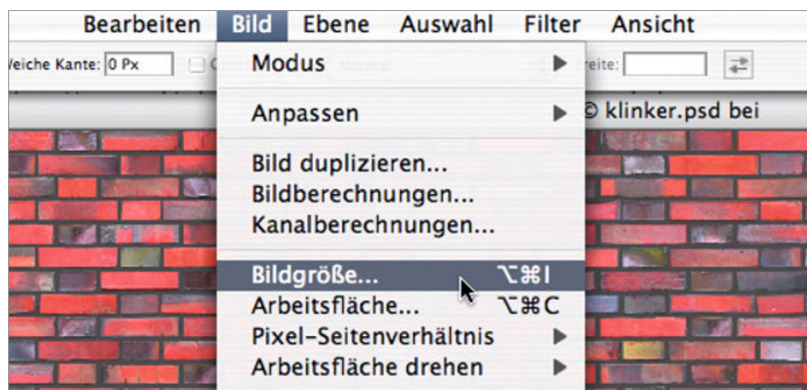 Bearbeiten Bild Ebene Auswahl Filter Ansicht
Weiche Kante: 0 Px
Modus
Anpassen
© klinker.psd bei
Bild duplizieren...
Bildberechnungen...
Kanalberechnungen...
Bildgröße... ⌥⌘I
Arbeitsfläche... ⌥⌘C
Pixel-Seitenverhältnis
Arbeitsfläche drehen